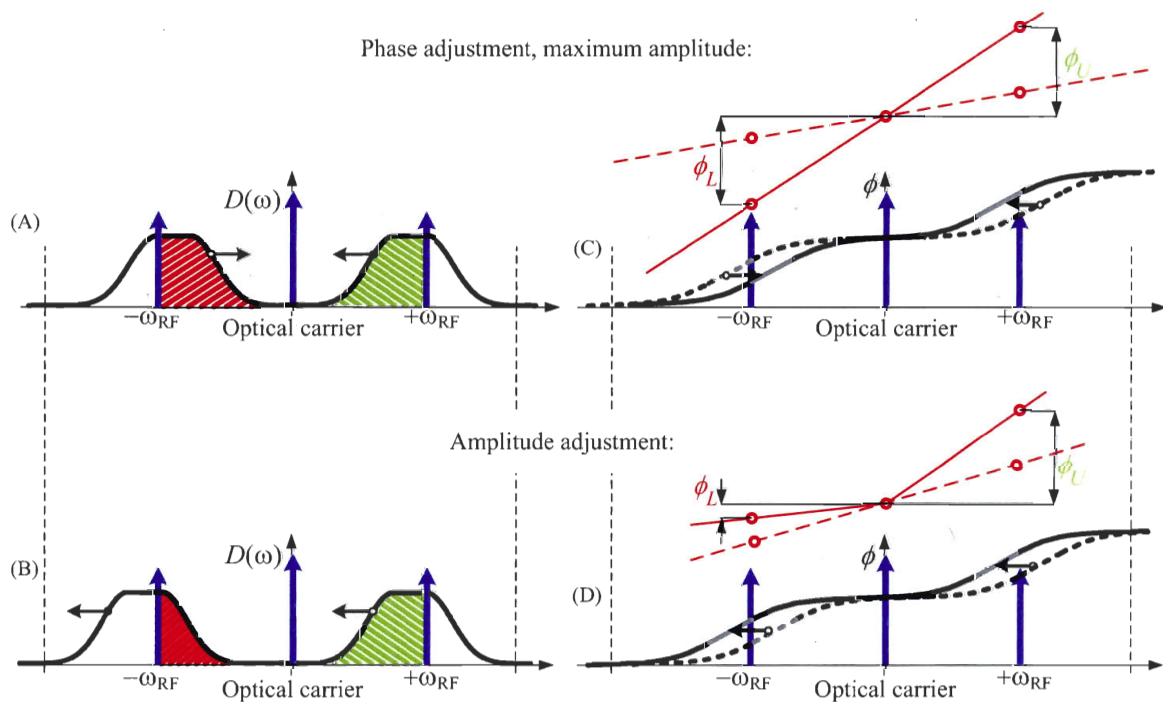 Phase adjustment, maximum amplitude:
ϕU
ϕL
(A)
D(ω)
−ωRF
Optical carrier
+ωRF
(C)
ϕ
−ωRF
Optical carrier
+ωRF
Amplitude adjustment:
ϕL
ϕU
(B)
D(ω)
−ωRF
Optical carrier
+ωRF
(D)
ϕ
−ωRF
Optical carrier
+ωRF